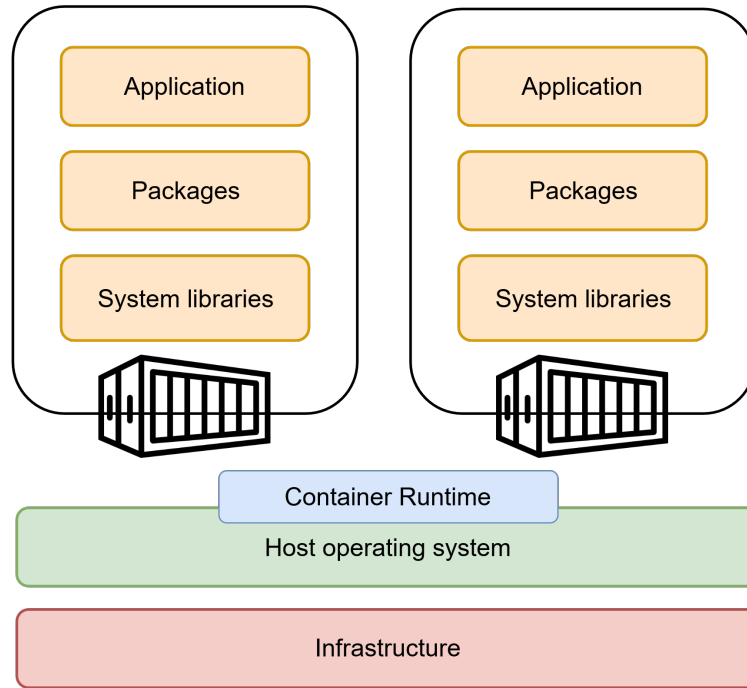 Application
Application
Packages
Packages
System libraries
System libraries
Container Runtime
Host operating system
Infrastructure